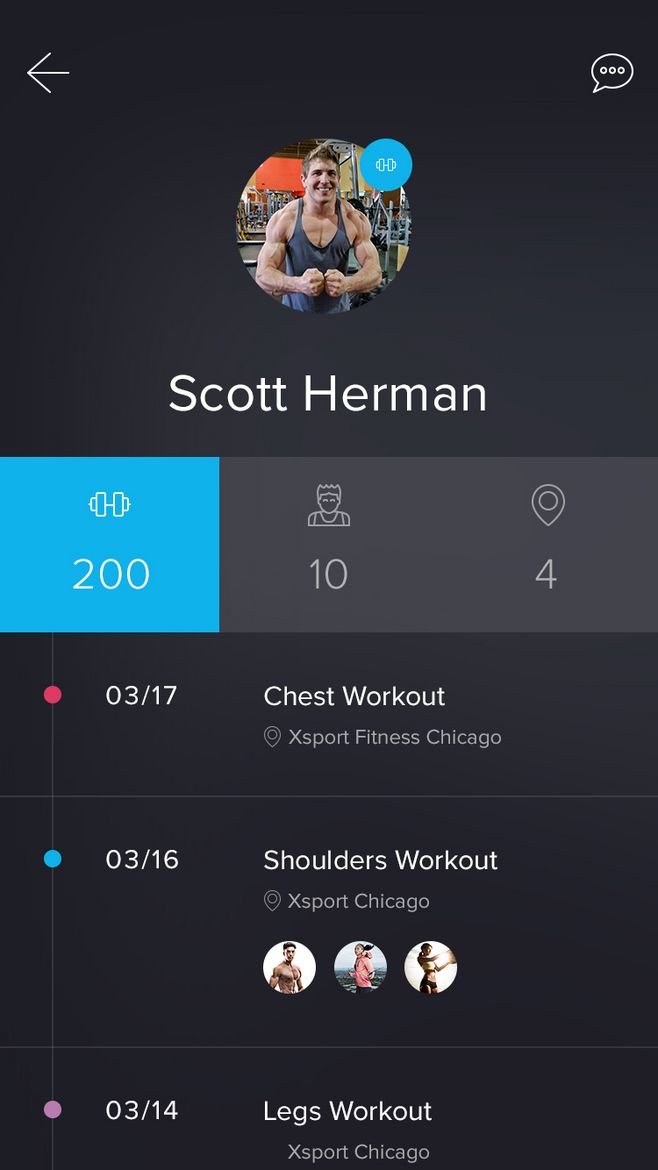 Scott Herman
200 10 4
03/17 Chest Workout
Xsport Fitness Chicago
03/16 Shoulders Workout
Xsport Chicago
03/14 Legs Workout
Xsport Chicago